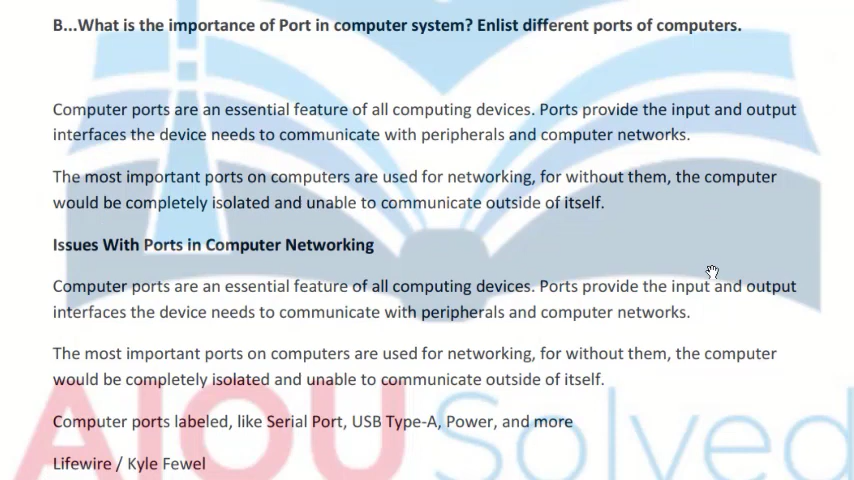 B...What is the importance of Port in computer system? Enlist different ports of computers.
Computer ports are an essential feature of all computing devices. Ports provide the input and output
interfaces the device needs to communicate with peripherals and computer networks.
The most important ports on computers are used for networking, for without them, the computer
would be completely isolated and unable to communicate outside of itself.
Issues With Ports in Computer Networking
Computer ports are an essential feature of all computing devices. Ports provide the input and output
interfaces the device needs to communicate with peripherals and computer networks.
The most important ports on computers are used for networking, for without them, the computer
would be completely isolated and unable to communicate outside of itself.
Computer ports labeled, like Serial Port, USB Type-A, Power, and more
AIOU Solved
Lifewire / Kyle Fewel